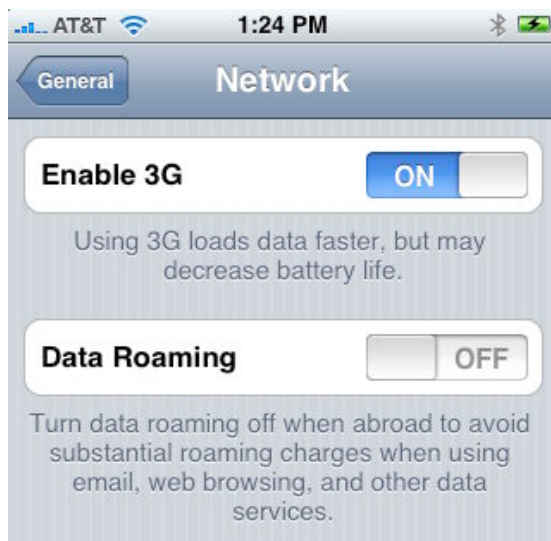 AT&T 1:24 PM
General Network
Enable 3G ON
Using 3G loads data faster, but may
decrease battery life.
Data Roaming OFF
Turn data roaming off when abroad to avoid
substantial roaming charges when using
email, web browsing, and other data
services.